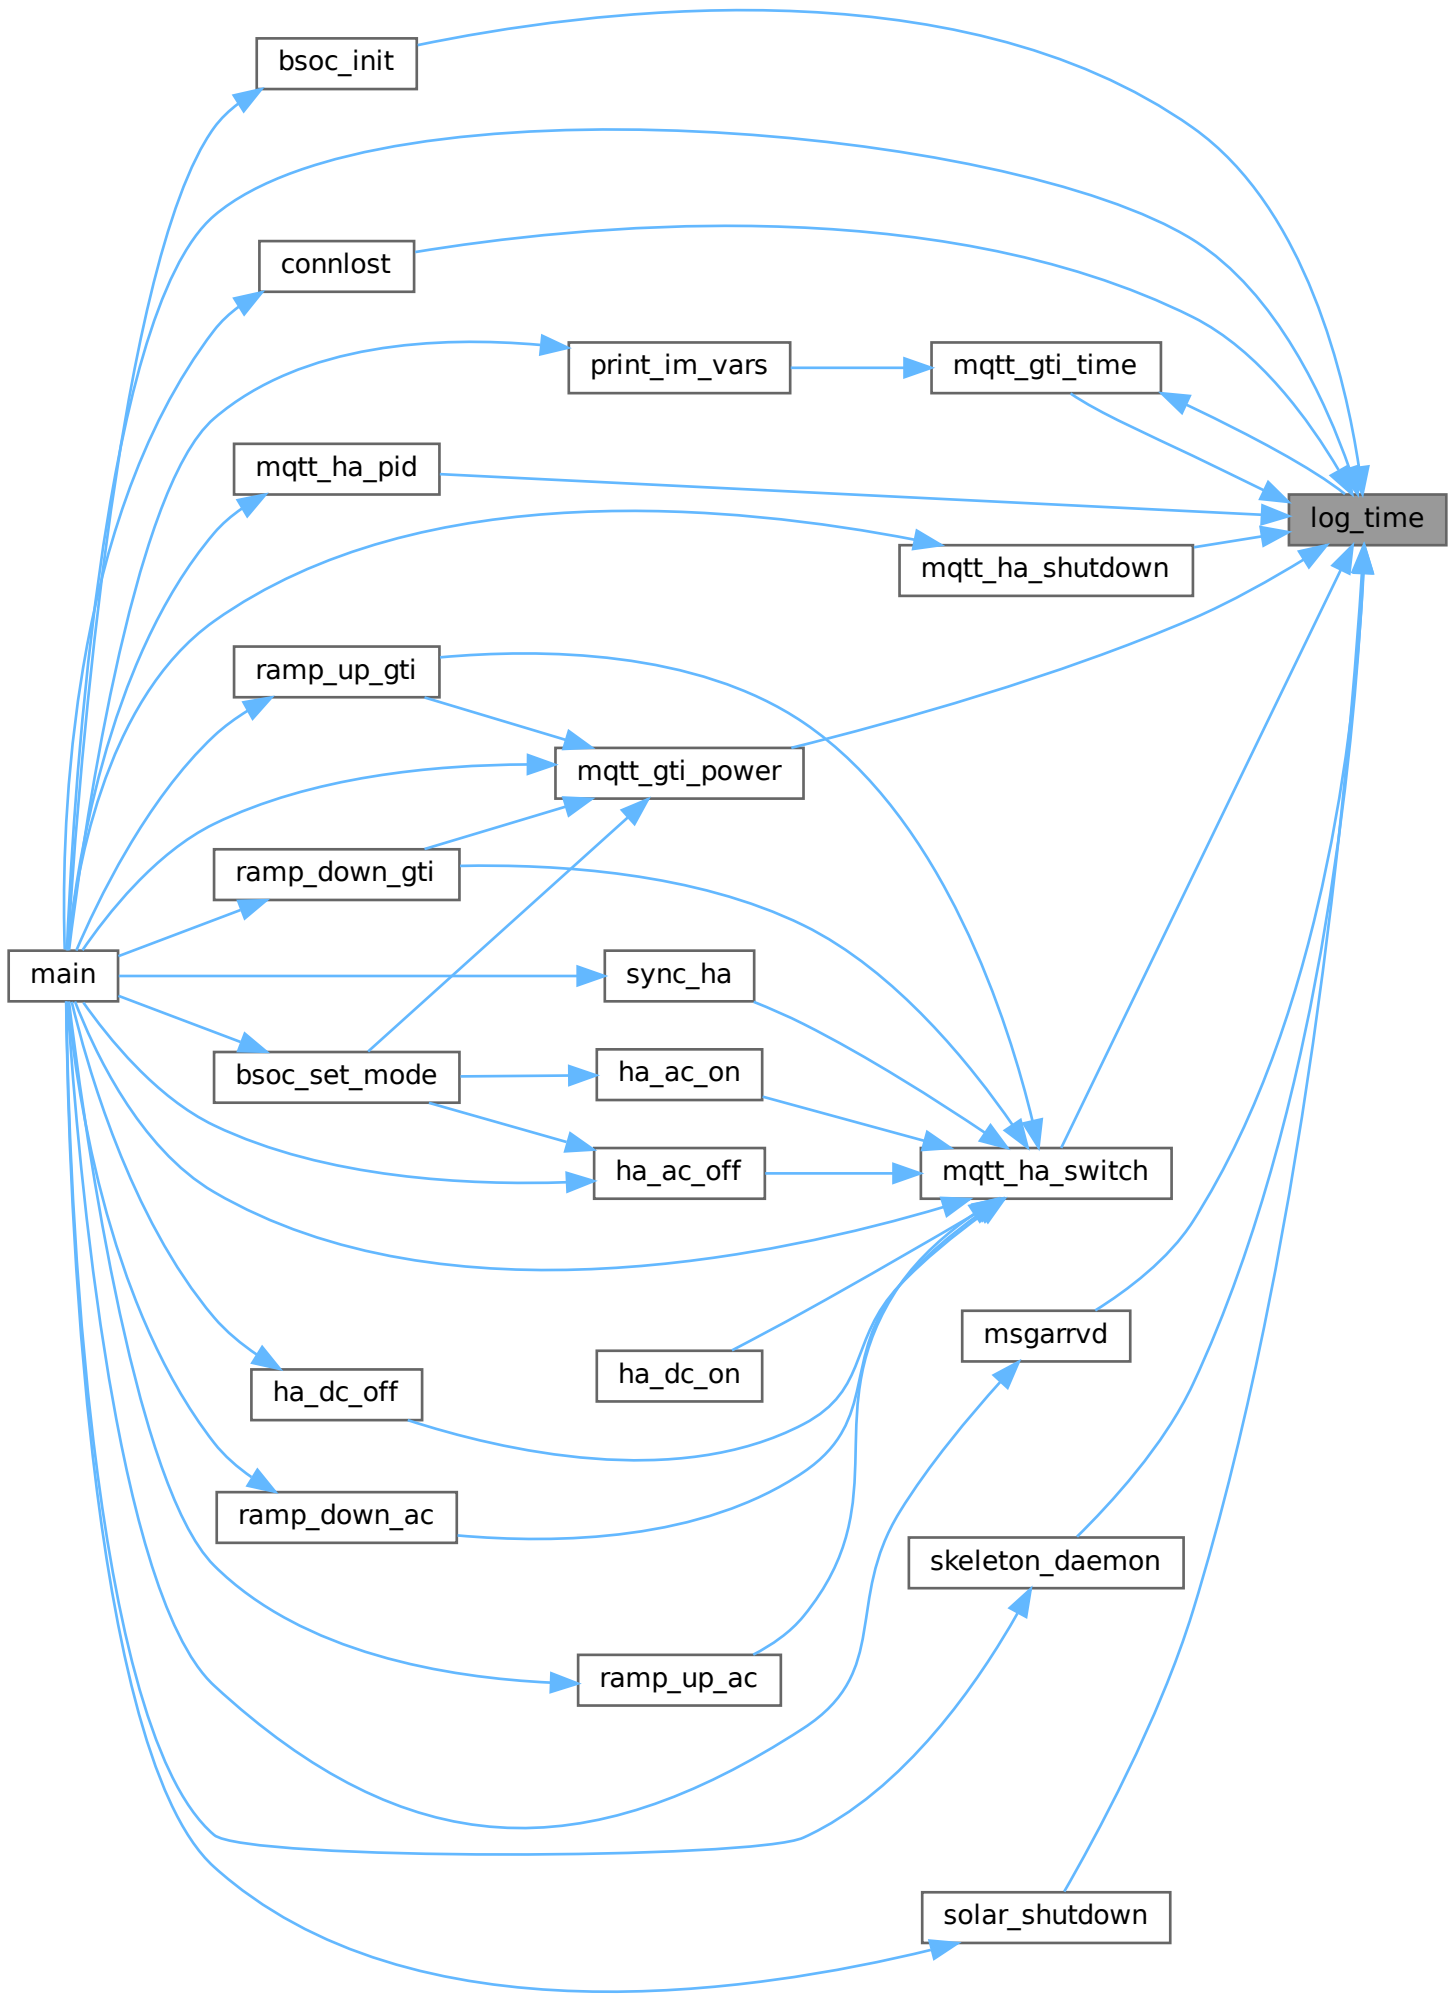 bsoc_init
connlost
print_im_vars
mqtt_gti_time
mqtt_ha_pid
log_time
mqtt_ha_shutdown
ramp_up_gti
mqtt_gti_power
ramp_down_gti
main
sync_ha
bsoc_set_mode
ha_ac_on
ha_ac_off
mqtt_ha_switch
msgarrvd
ha_dc_on
ha_dc_off
ramp_down_ac
skeleton_daemon
ramp_up_ac
solar_shutdown